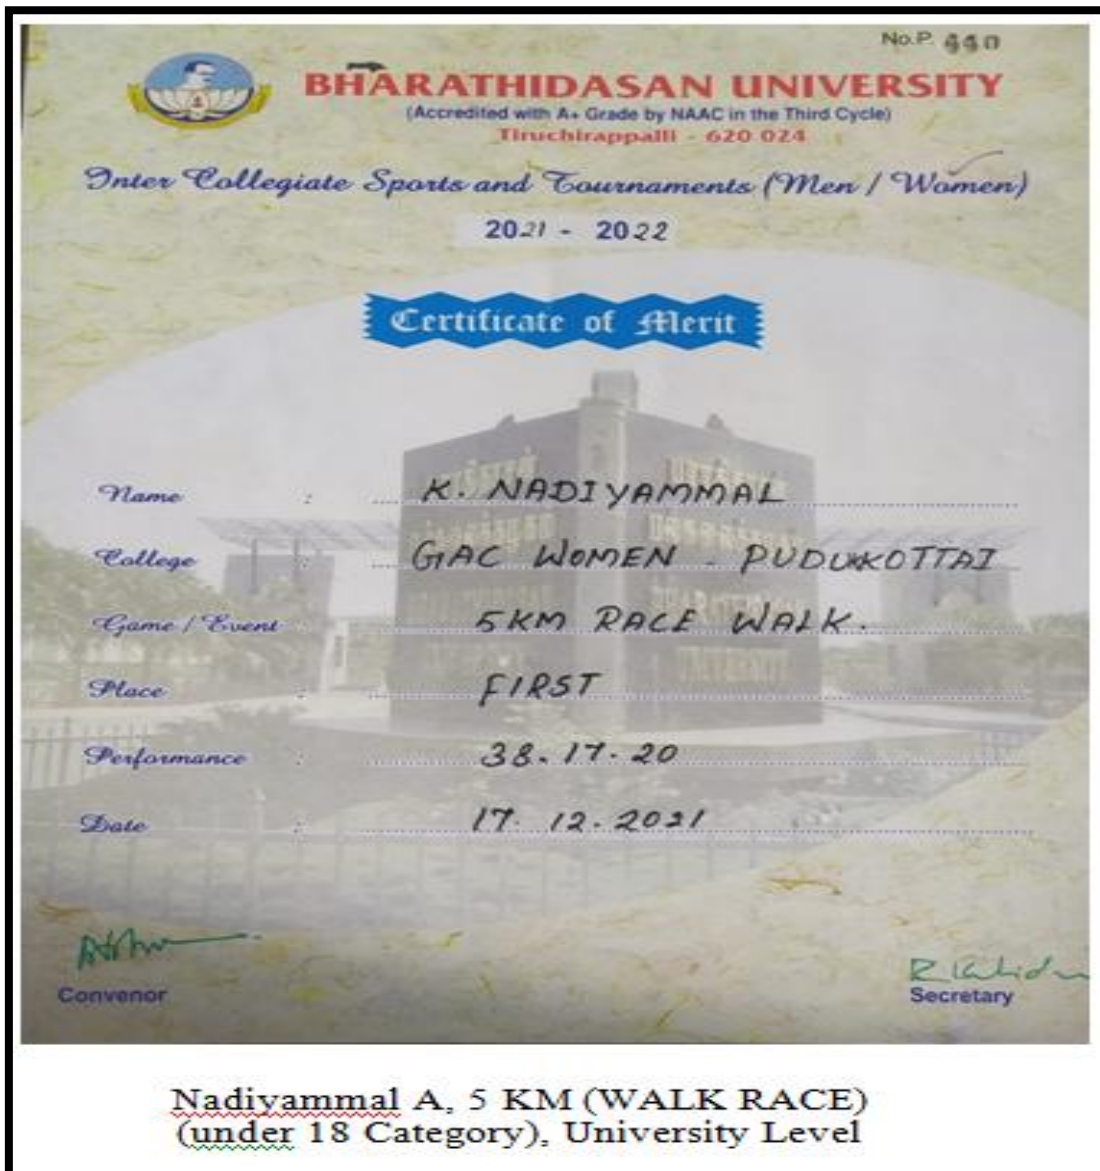 No.P. 440
BHARATHIDASAN UNIVERSITY
(Accredited with A+ Grade by NAAC in the Third Cycle)
Tiruchirappalli - 620 024
Inter Collegiate Sports and Tournaments (Men / Women)
2021 - 2022
Certificate of Merit
Name : K. NADIYAMMAL
College : GAC WOMEN - PUDUKKOTTAI
Game / Event : 5KM RACE WALK.
Place : FIRST
Performance : 38.17.20
Date : 17.12.2021
Convenor
Secretary
Nadiyammal A, 5 KM (WALK RACE)
(under 18 Category), University Level